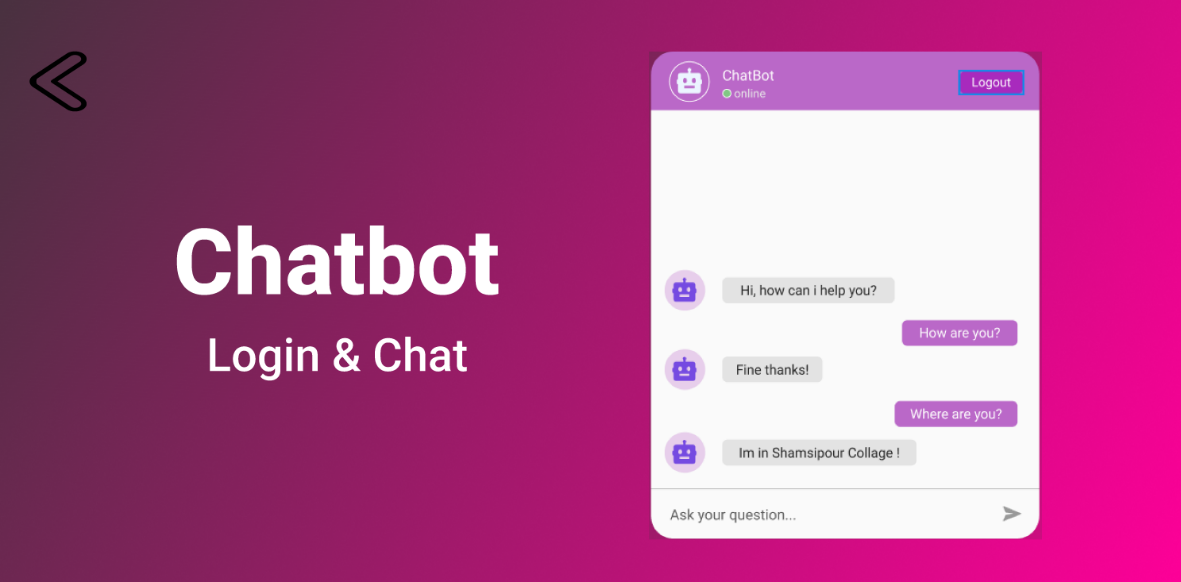 Chatbot
Login & Chat
ChatBot
online
Logout
Hi, how can i help you?
How are you?
Fine thanks!
Where are you?
Im in Shamsipour Collage !
Ask your question...